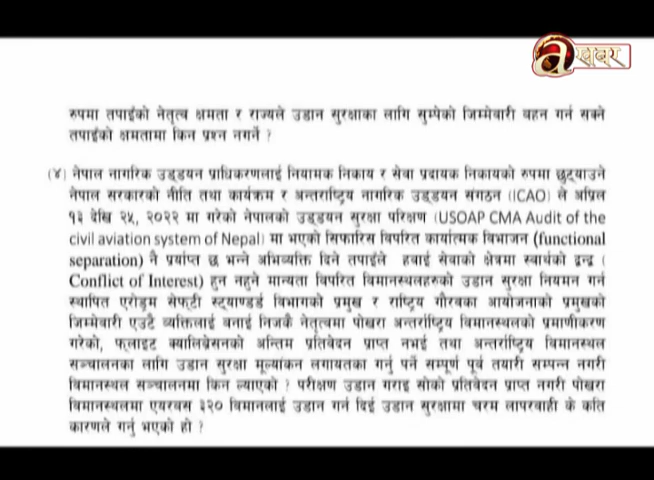 a खबर
रुपमा तपाईंको नेतृत्व क्षमता र राज्यले उडान सुरक्षाका लागि सुम्पेको जिम्मेबारी बहन गर्न सक्ने
तपाईंको क्षमतामा किन प्रश्न नगर्ने ?
(४) नेपाल नागरिक उड्डयन प्राधिकरणलाई नियामक निकाय र सेवा प्रदायक निकायको रुपमा छुट्याउने
नेपाल सरकारको नीति तथा कार्यक्रम र अन्तराष्ट्रिय नागरिक उड्डयन संगठन (ICAO) ले अप्रिल
१३ देखि २५, २०२२ मा गरेको नेपालको उड्डयन सुरक्षा परिक्षण (USOAP CMA Audit of the
civil aviation system of Nepal) मा भएको सिफारिस विपरित कार्यात्मक बिभाजन (functional
separation) नै प्रर्याप्त छ भन्ने अभिव्यक्ति दिने तपाईंले हवाई सेवाको क्षेत्रमा स्वार्थको द्वन्द्व (
Conflict of Interest) हुन नहुने मान्यता विपरित बिमानस्थलहरुको उडान सुरक्षा नियमन गर्न
स्थापित एरोड्रम सेफ्टी स्ट्याण्डर्ड विभागको प्रमुख र राष्ट्रिय गौरवका आयोजनाको प्रमुखको
जिम्मेबारी एउटै व्यक्तिलाई बनाई निजकै नेतृत्वमा पोखरा अन्तर्राष्ट्रिय बिमानस्थलको प्रमाणीकरण
गरेको, फ्लाइट क्यालिब्रेसनको अन्तिम प्रतिवेदन प्राप्त नभई तथा अन्तर्राष्ट्रिय बिमानस्थल
सञ्चालनका लागि उडान सुरक्षा मूल्यांकन लगायतका गर्नु पर्ने सम्पूर्ण पूर्व तयारी सम्पन्न नगरी
बिमानस्थल सञ्चालनमा किन ल्याएको ? परीक्षण उडान गराइ सोको प्रतिवेदन प्राप्त नगरी पोखरा
बिमानस्थलमा एयरबस ३२० बिमानलाई उडान गर्न दिई उडान सुरक्षामा चरम लापरवाही के कति
कारणले गर्नु भएको हो ?